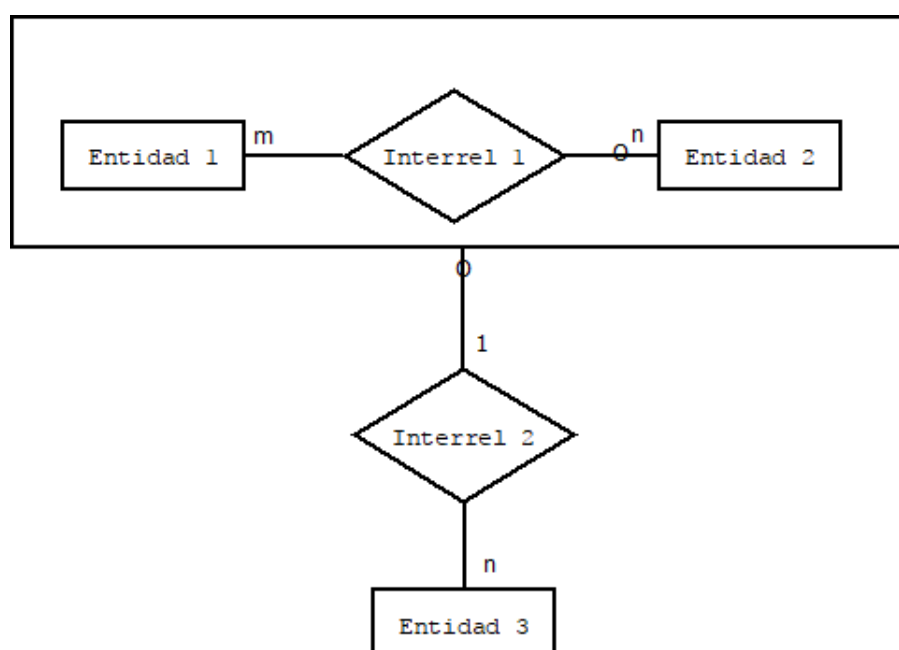 m n
Entidad 1 Interrel 1 O Entidad 2
O
1
Interrel 2
n
Entidad 3